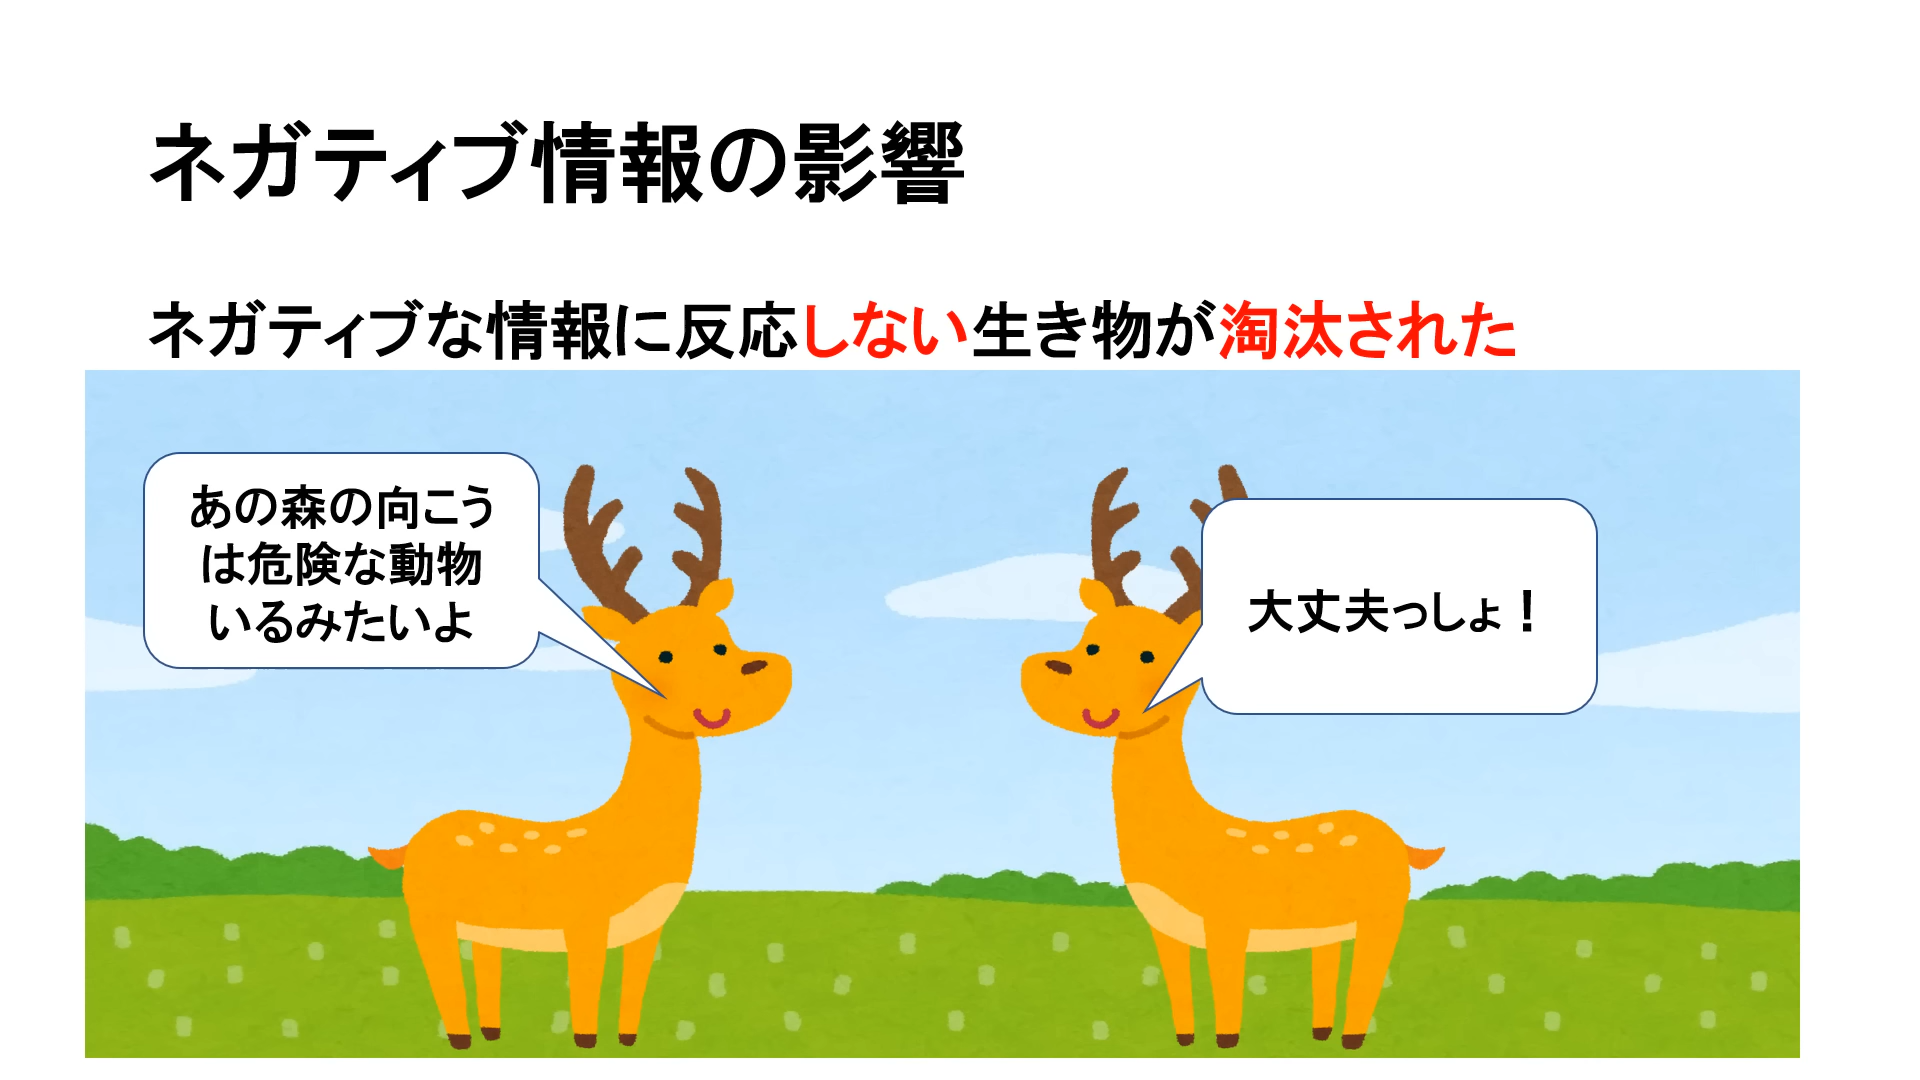 ネガティブ情報の影響
ネガティブな情報に反応しない生き物が淘汰された
あの森の向こう
は危険な動物
いるみたいよ
大丈夫っしょ！